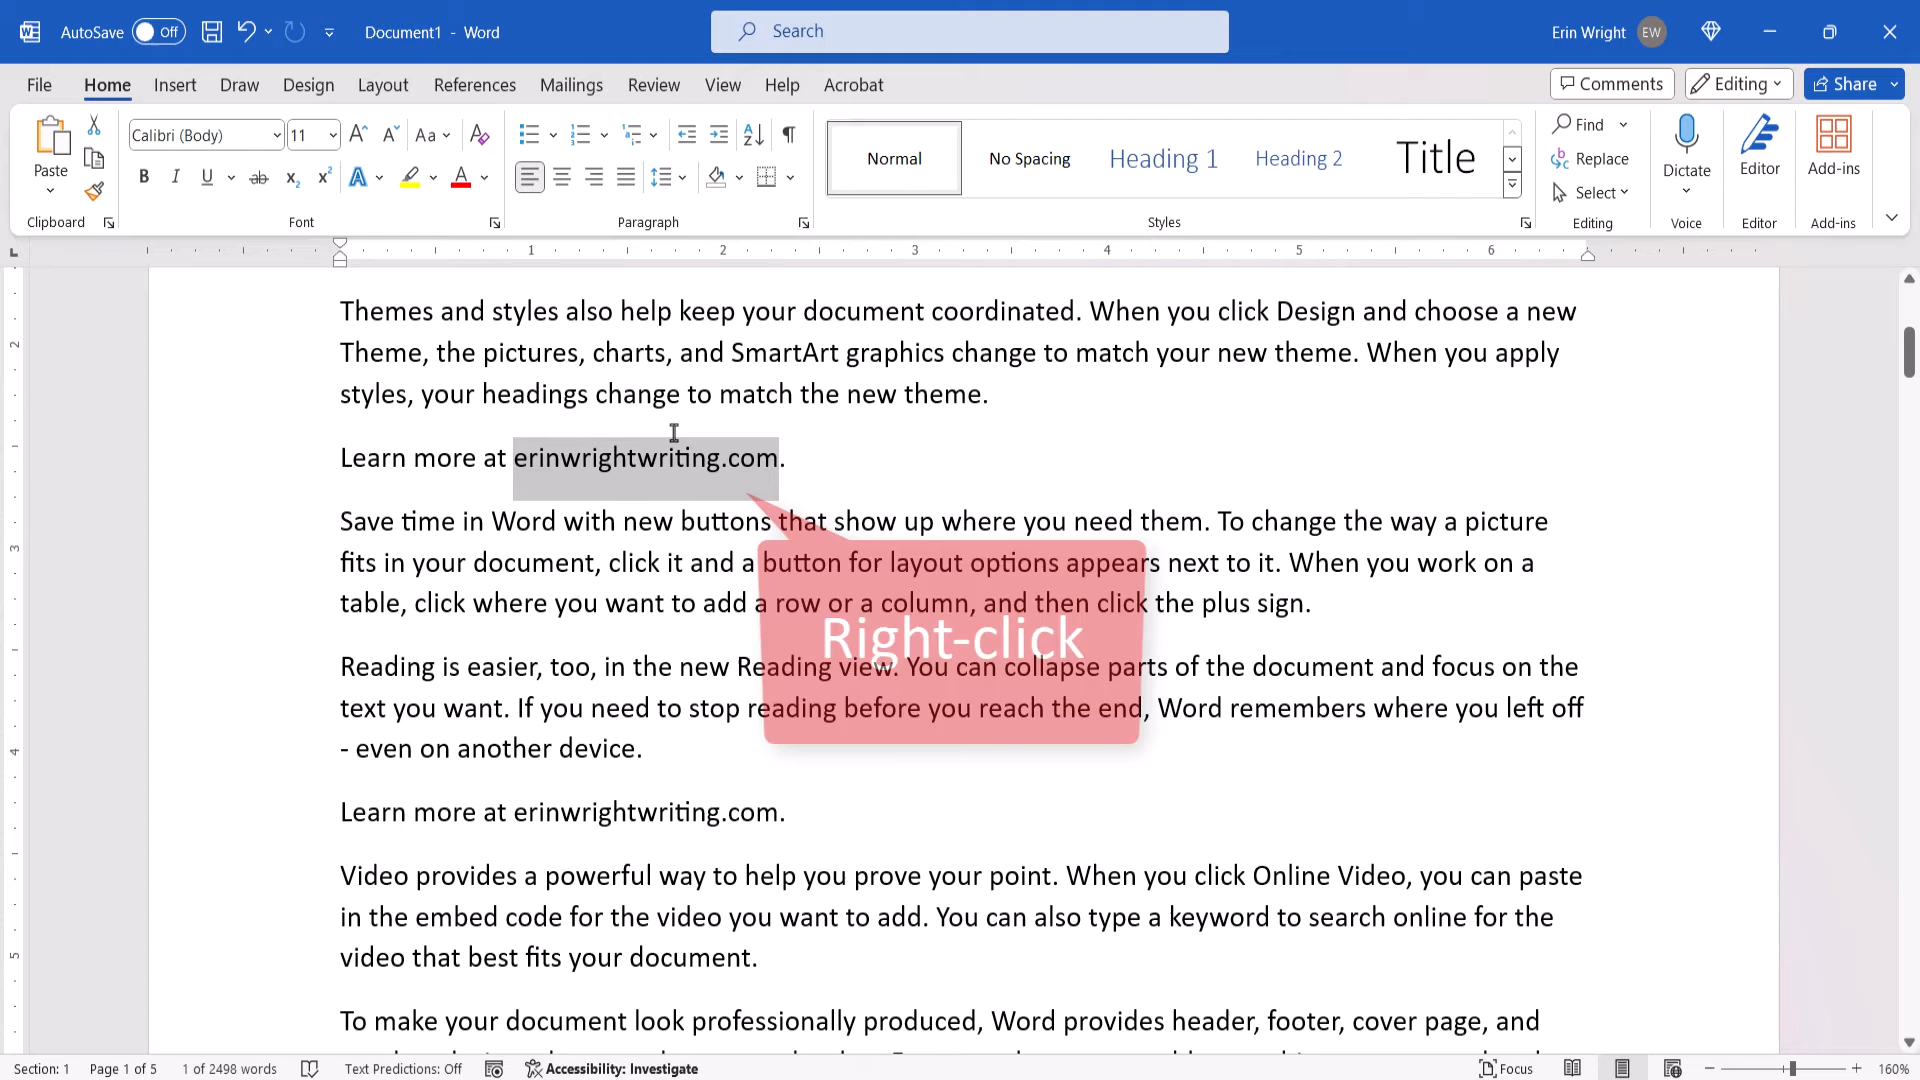 AutoSave Off Document1 - Word Search Erin Wright EW
File Home Insert Draw Design Layout References Mailings Review View Help Acrobat Comments Editing Share
Calibri (Body) 11 Aa Normal No Spacing Heading 1 Heading 2 Title Find
Replace
Select
Paste Dictate Editor Add-ins
Clipboard Font Paragraph Styles Editing Voice Editor Add-ins
1 2 3 4 5 6
Themes and styles also help keep your document coordinated. When you click Design and choose a new
Theme, the pictures, charts, and SmartArt graphics change to match your new theme. When you apply
styles, your headings change to match the new theme.
Learn more at erinwrightwriting.com.
Save time in Word with new buttons that show up where you need them. To change the way a picture
fits in your document, click it and a button for layout options appears next to it. When you work on a
table, click where you want to add a row or a column, and then click the plus sign.
Right-click
Reading is easier, too, in the new Reading view. You can collapse parts of the document and focus on the
text you want. If you need to stop reading before you reach the end, Word remembers where you left off
- even on another device.
Learn more at erinwrightwriting.com.
Video provides a powerful way to help you prove your point. When you click Online Video, you can paste
in the embed code for the video you want to add. You can also type a keyword to search online for the
video that best fits your document.
To make your document look professionally produced, Word provides header, footer, cover page, and
Section: 1 Page 1 of 5 1 of 2498 words Text Predictions: Off Accessibility: Investigate Focus 160%